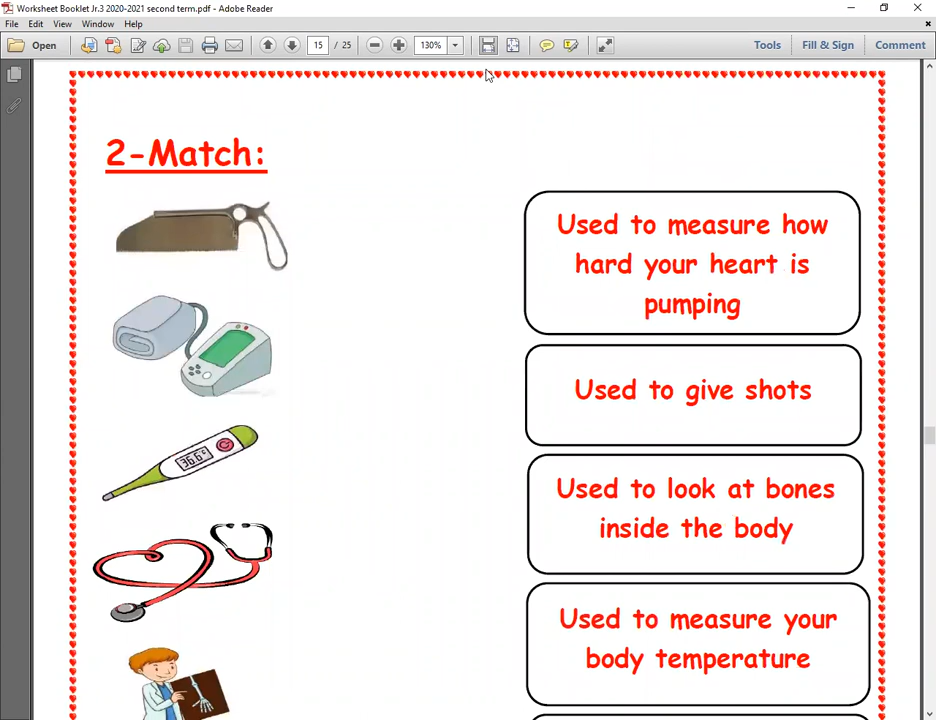 Worksheet Booklet Jr.3 2020-2021 second term.pdf - Adobe Reader
File Edit View Window Help
Open 15 / 25 130% Tools Fill & Sign Comment
2-Match:
Used to measure how
hard your heart is
pumping
Used to give shots
36.6°
Used to look at bones
inside the body
Used to measure your
body temperature